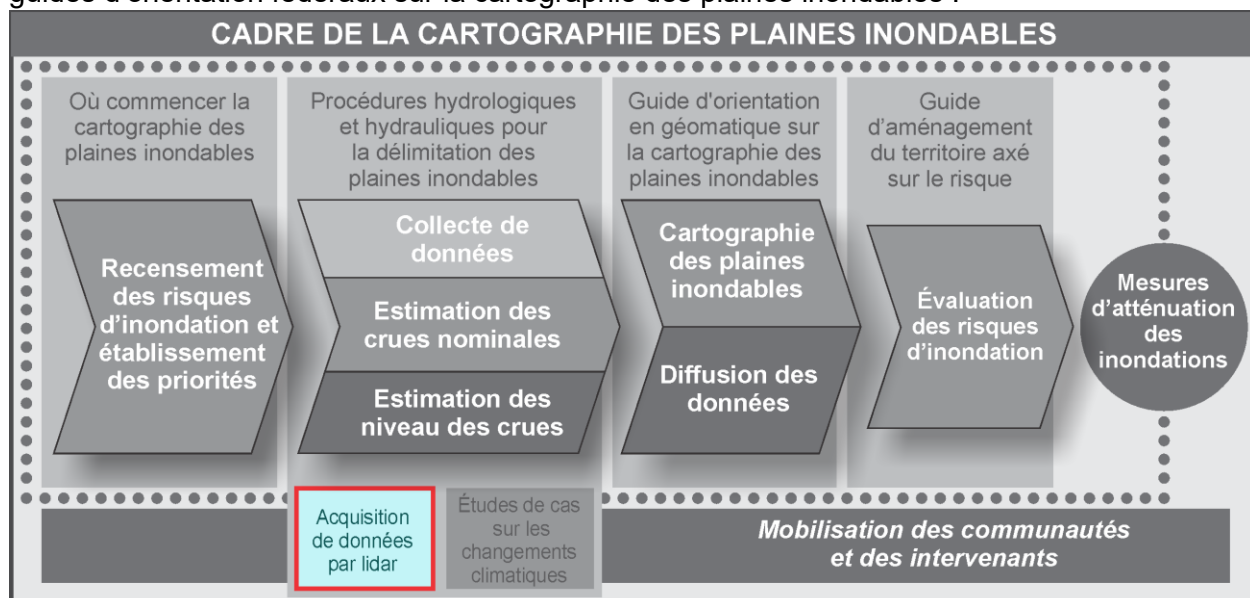 guides d'orientation fédéraux sur la cartographie des plaines inondables :
CADRE DE LA CARTOGRAPHIE DES PLAINES INONDABLES
Où commencer la
cartographie des
plaines inondables
Recensement
des risques
d'inondation et
établissement
des priorités
Procédures hydrologiques
et hydrauliques pour
la délimitation des
plaines inondables
Collecte de
données
Estimation des
crues nominales
Estimation des
niveau des crues
Guide d'orientation
en géomatique sur
la cartographie des
plaines inondables
Cartographie
des plaines
inondables
Diffusion des
données
Guide
d'aménagement
du territoire axé
sur le risque
Évaluation
des risques
d'inondation
Mesures
d'atténuation
des
inondations
Acquisition
de données
par lidar
Études de cas
sur les
changements
climatiques
Mobilisation des communautés
et des intervenants